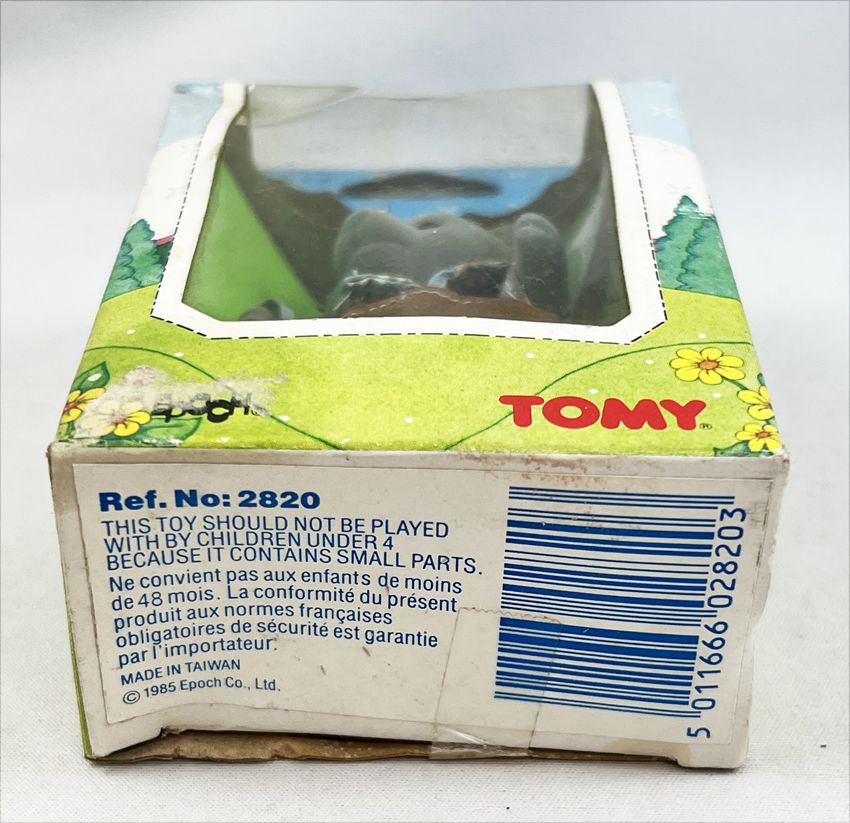 Epoch
TOMY®
Ref. No: 2820
THIS TOY SHOULD NOT BE PLAYED
WITH BY CHILDREN UNDER 4
BECAUSE IT CONTAINS SMALL PARTS.
Ne convient pas aux enfants de moins
de 48 mois. La conformité du présent
produit aux normes françaises
obligatoires de sécurité est garantie
par l'importateur.
MADE IN TAIWAN
© 1985 Epoch Co., Ltd.
5 011666 028203